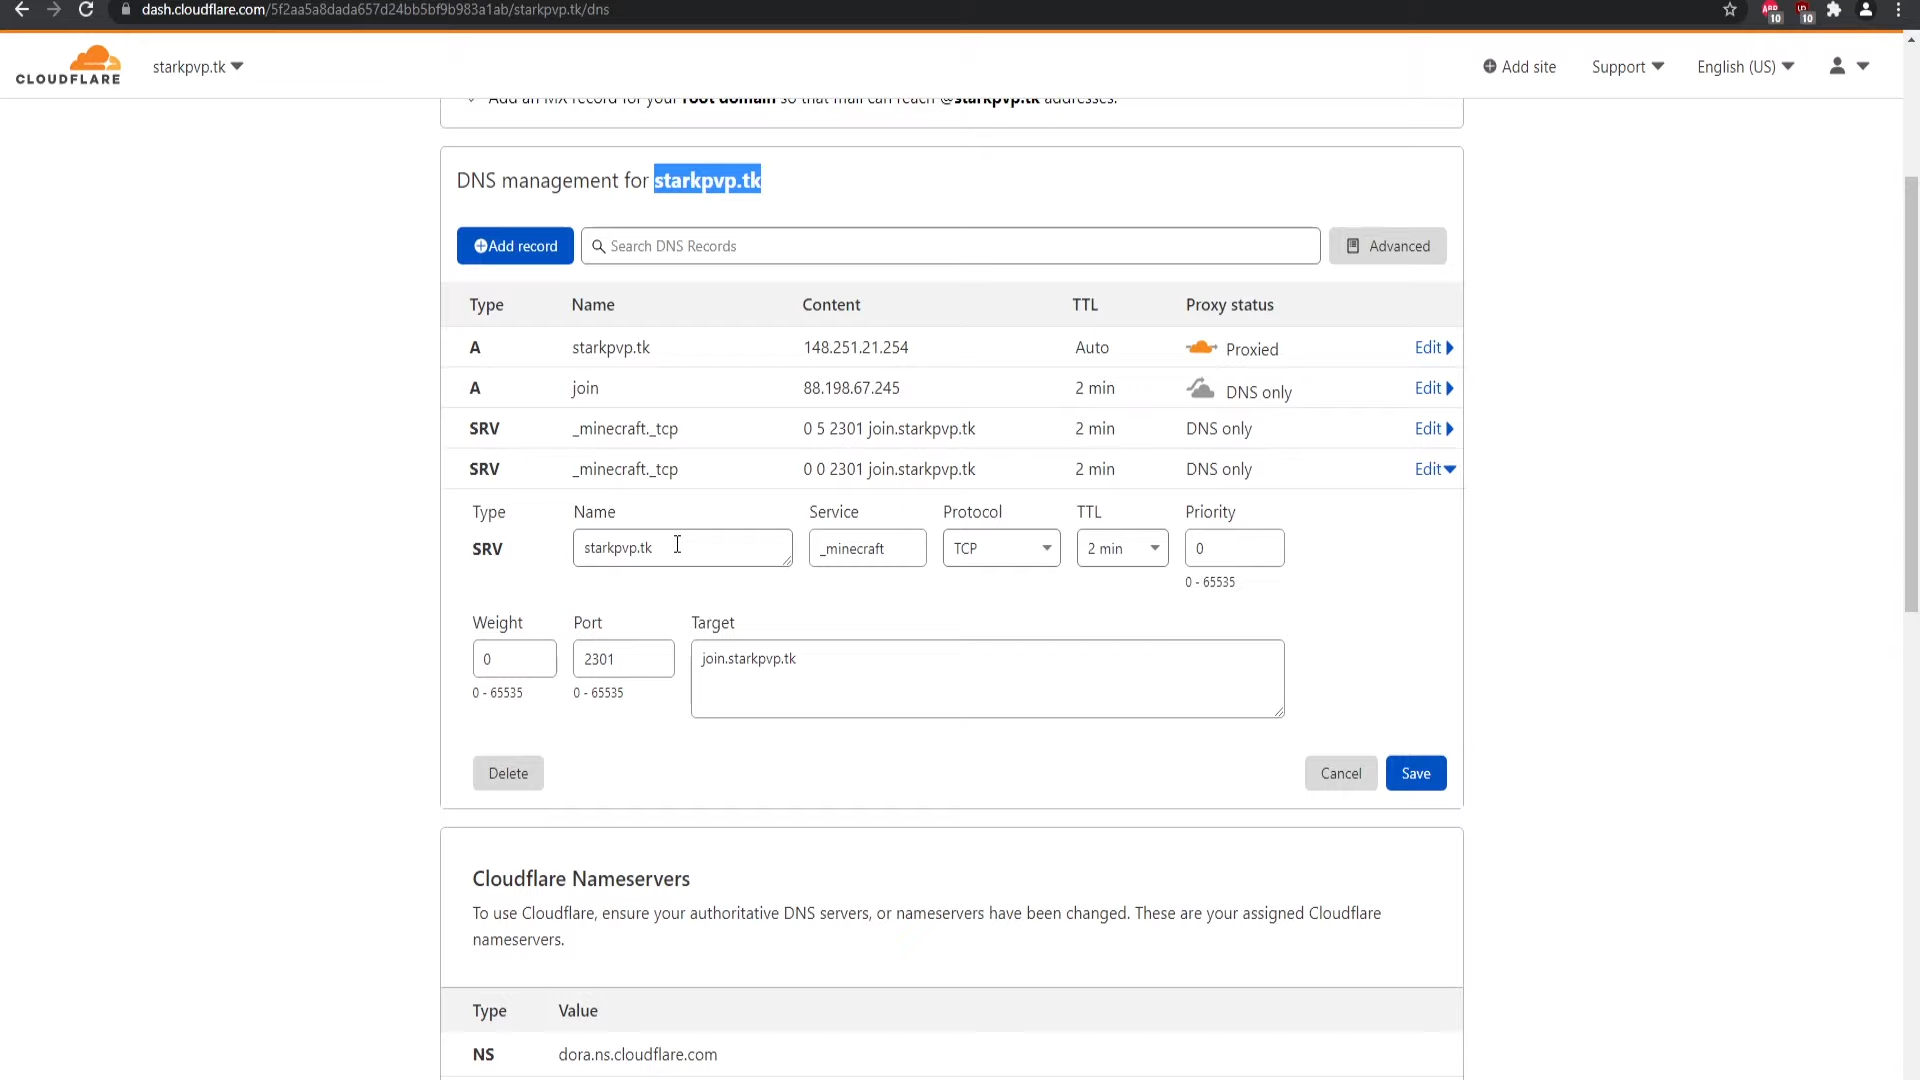 dash.cloudflare.com/5f2aa5a8dada657d24bb5bf9b983a1ab/starkpvp.tk/dns
10
10
CLOUDFLARE
starkpvp.tk
Add site
Support
English (US)
Add an MX record for your root domain so that mail can reach @starkpvp.tk addresses.
DNS management for starkpvp.tk
Add record
Search DNS Records
Advanced
Type Name Content TTL Proxy status
A starkpvp.tk 148.251.21.254 Auto Proxied Edit
A join 88.198.67.245 2 min DNS only Edit
SRV _minecraft._tcp 0 5 2301 join.starkpvp.tk 2 min DNS only Edit
SRV _minecraft._tcp 0 0 2301 join.starkpvp.tk 2 min DNS only Edit
Type Name Service Protocol TTL Priority
SRV starkpvp.tk _minecraft TCP 2 min 0
0 - 65535
Weight Port Target
0 2301 join.starkpvp.tk
0 - 65535 0 - 65535
Delete Cancel Save
Cloudflare Nameservers
To use Cloudflare, ensure your authoritative DNS servers, or nameservers have been changed. These are your assigned Cloudflare
nameservers.
Type Value
NS dora.ns.cloudflare.com